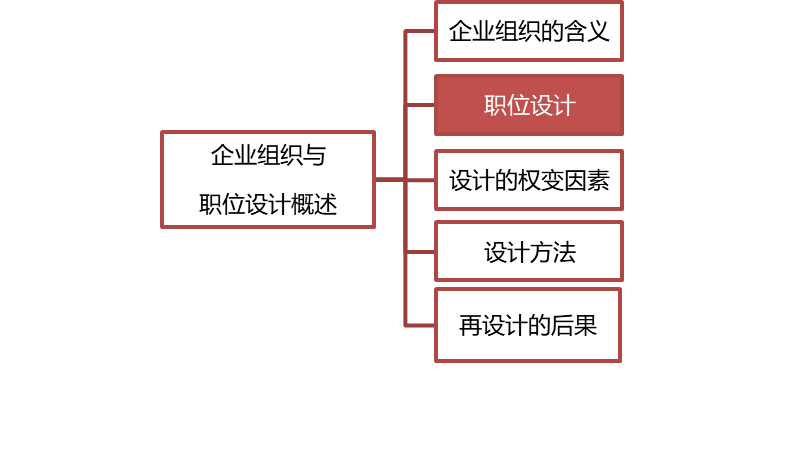 企业组织的含义
职位设计
企业组织与
职位设计概述
设计的权变因素
设计方法
再设计的后果